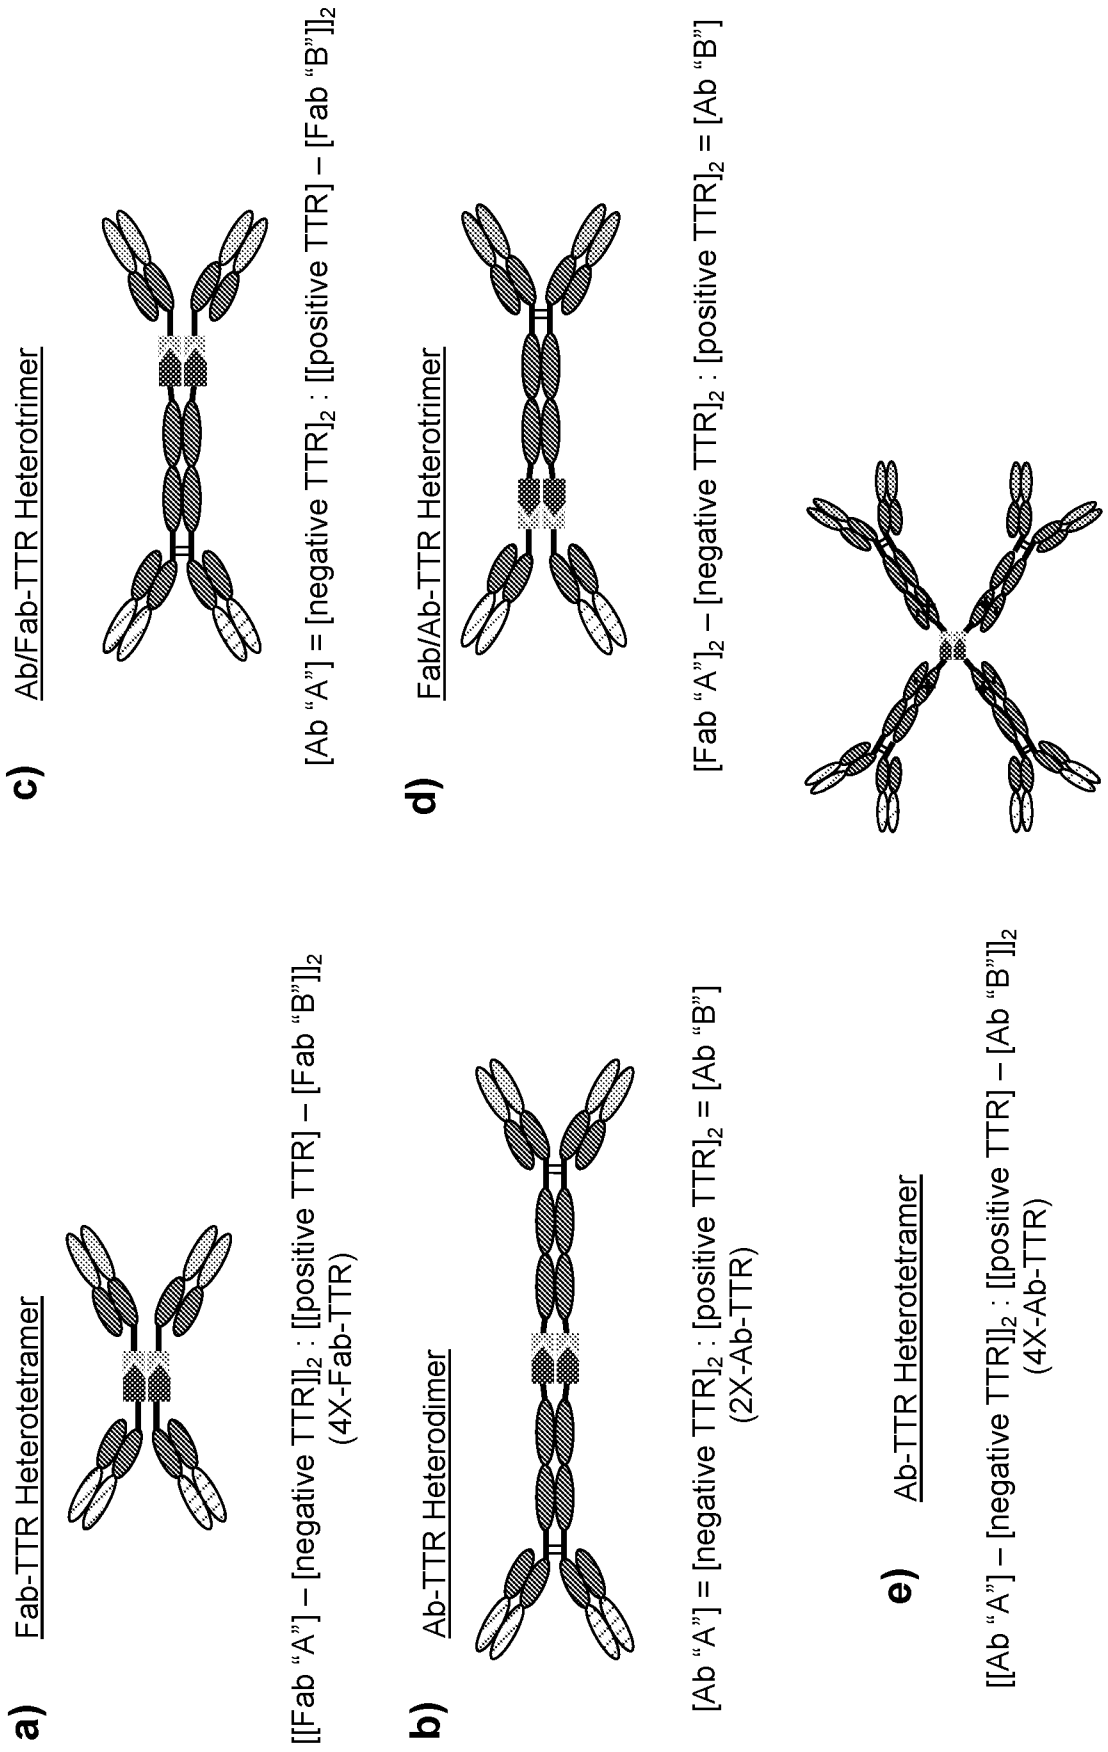 a)
Fab-TTR Heterotetramer
[[Fab “A”] – [negative TTR]]2 : [[positive TTR] – [Fab “B”]]2
(4X-Fab-TTR)
b)
Ab-TTR Heterodimer
[Ab “A”] = [negative TTR]2 : [positive TTR]2 = [Ab “B”]
(2X-Ab-TTR)
c)
Ab/Fab-TTR Heterotrimer
[Ab “A”] = [negative TTR]2 : [[positive TTR] – [Fab “B”]]2
d)
Fab/Ab-TTR Heterotrimer
[[Fab “A”]2 – [negative TTR]2 : [positive TTR]2 = [Ab “B”]
e)
Ab-TTR Heterotetramer
[[Ab “A”] – [negative TTR]]2 : [[positive TTR] – [Ab “B”]]2
(4X-Ab-TTR)